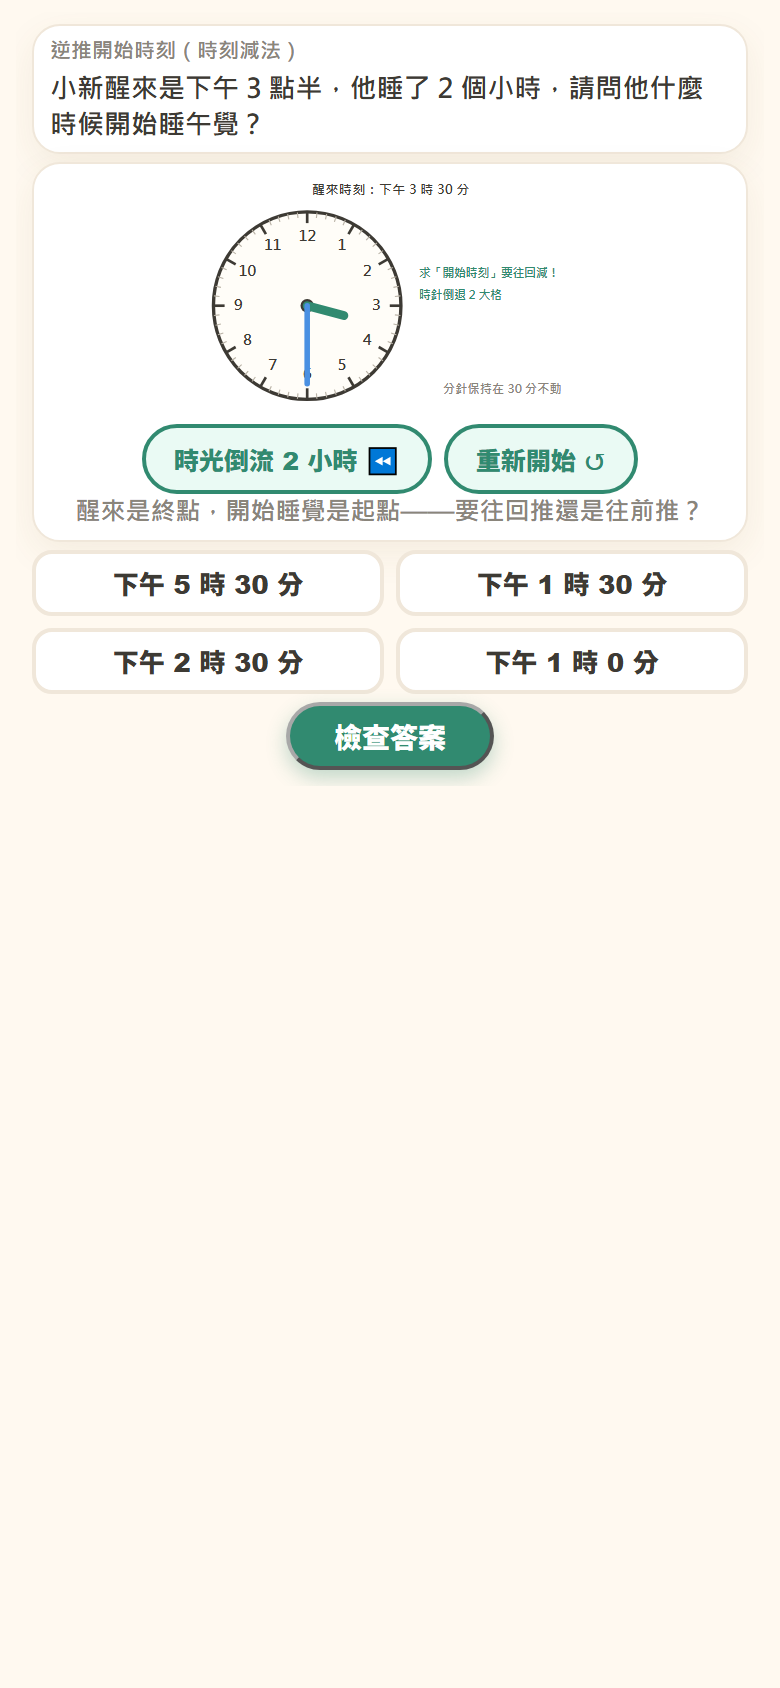 逆推開始時刻（時刻減法）
小新醒來是下午 3 點半，他睡了 2 個小時，請問他什麼
時候開始睡午覺？
醒來時刻：下午 3 時 30 分
12
11
1
10
2
9
3
8
4
7
5
6
求「開始時刻」要往回減！
時針倒退 2 大格
分針保持在 30 分不動
時光倒流 2 小時 ⏪
重新開始 ↺
醒來是終點，開始睡覺是起點——要往回推還是往前推？
下午 5 時 30 分
下午 1 時 30 分
下午 2 時 30 分
下午 1 時 0 分
檢查答案